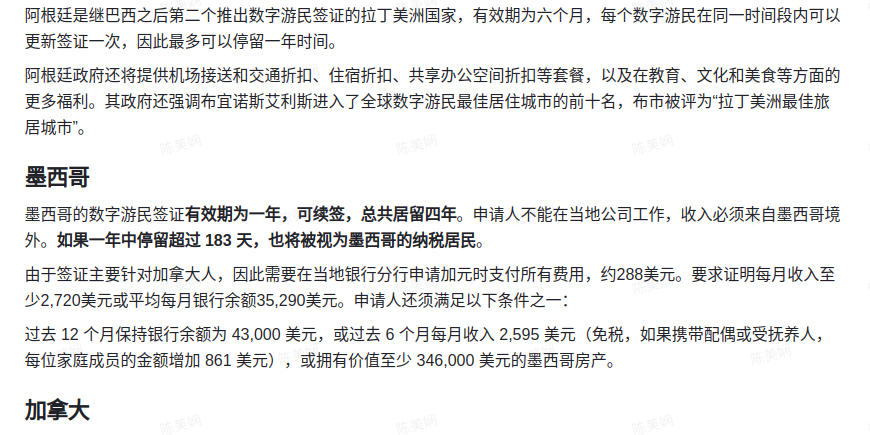 阿根廷是继巴西之后第二个推出数字游民签证的拉丁美洲国家，有效期为六个月，每个数字游民在同一时间段内可以
更新签证一次，因此最多可以停留一年时间。
阿根廷政府还将提供机场接送和交通折扣、住宿折扣、共享办公空间折扣等套餐，以及在教育、文化和美食等方面的
更多福利。其政府还强调布宜诺斯艾利斯进入了全球数字游民最佳居住城市的前十名，布市被评为“拉丁美洲最佳旅
居城市”。
陈美娴 陈美娴 陈美娴
墨西哥
墨西哥的数字游民签证有效期为一年，可续签，总共居留四年。申请人不能在当地公司工作，收入必须来自墨西哥境
外。如果一年中停留超过 183 天，也将被视为墨西哥的纳税居民。
由于签证主要针对加拿大人，因此需要在当地银行分行申请加元时支付所有费用，约288美元。要求证明每月收入至
少2,720美元或平均每月银行余额35,290美元。申请人还须满足以下条件之一：
过去 12 个月保持银行余额为 43,000 美元，或过去 6 个月每月收入 2,595 美元（免税，如果携带配偶或受抚养人，
每位家庭成员的金额增加 861 美元），或拥有价值至少 346,000 美元的墨西哥房产。
陈美娴
加拿大
陈美娴 陈美娴 陈美娴